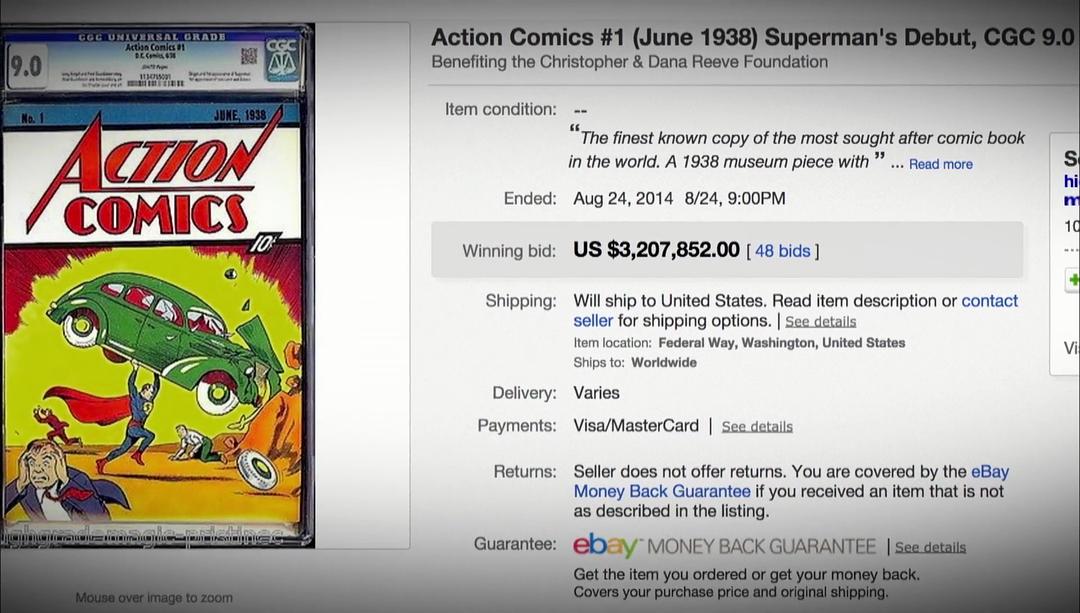 CGC UNIVERSAL GRADE
9.0
Action Comics #1
D.C. Comics, 6/38
CGC
No. 1
JUNE, 1938
ACTION
COMICS
10¢
Mouse over image to zoom
Action Comics #1 (June 1938) Superman's Debut, CGC 9.0
Benefiting the Christopher & Dana Reeve Foundation
Item condition: --
“The finest known copy of the most sought after comic book
in the world. A 1938 museum piece with ” ... Read more
Ended: Aug 24, 2014 8/24, 9:00PM
Winning bid: US $3,207,852.00 [ 48 bids ]
Shipping: Will ship to United States. Read item description or contact
seller for shipping options. | See details
Item location: Federal Way, Washington, United States
Ships to: Worldwide
Delivery: Varies
Payments: Visa/MasterCard | See details
Returns: Seller does not offer returns. You are covered by the eBay
Money Back Guarantee if you received an item that is not
as described in the listing.
Guarantee: ebay MONEY BACK GUARANTEE | See details
Get the item you ordered or get your money back.
Covers your purchase price and original shipping.